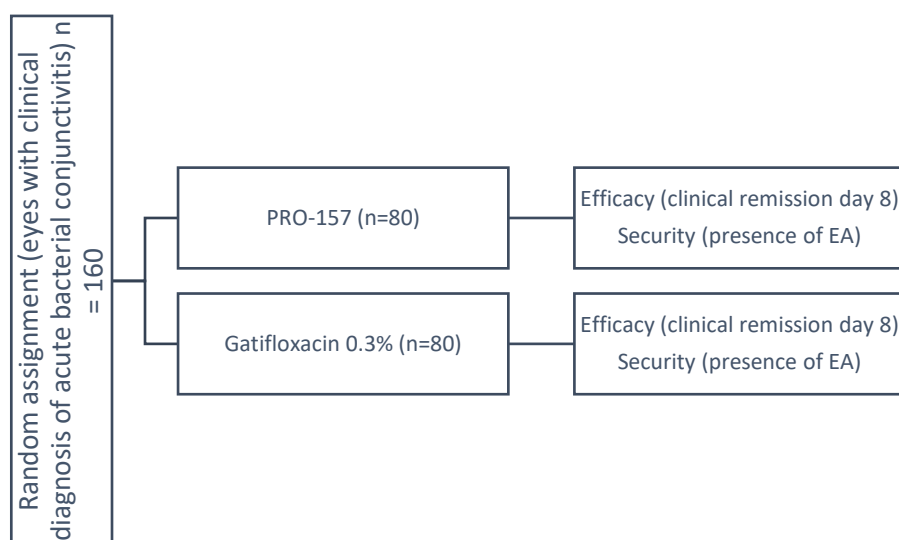 Random assignment (eyes with clinical
diagnosis of acute bacterial conjunctivitis) n
= 160
PRO-157 (n=80)
Efficacy (clinical remission day 8)
Security (presence of EA)
Gatifloxacin 0.3% (n=80)
Efficacy (clinical remission day 8)
Security (presence of EA)